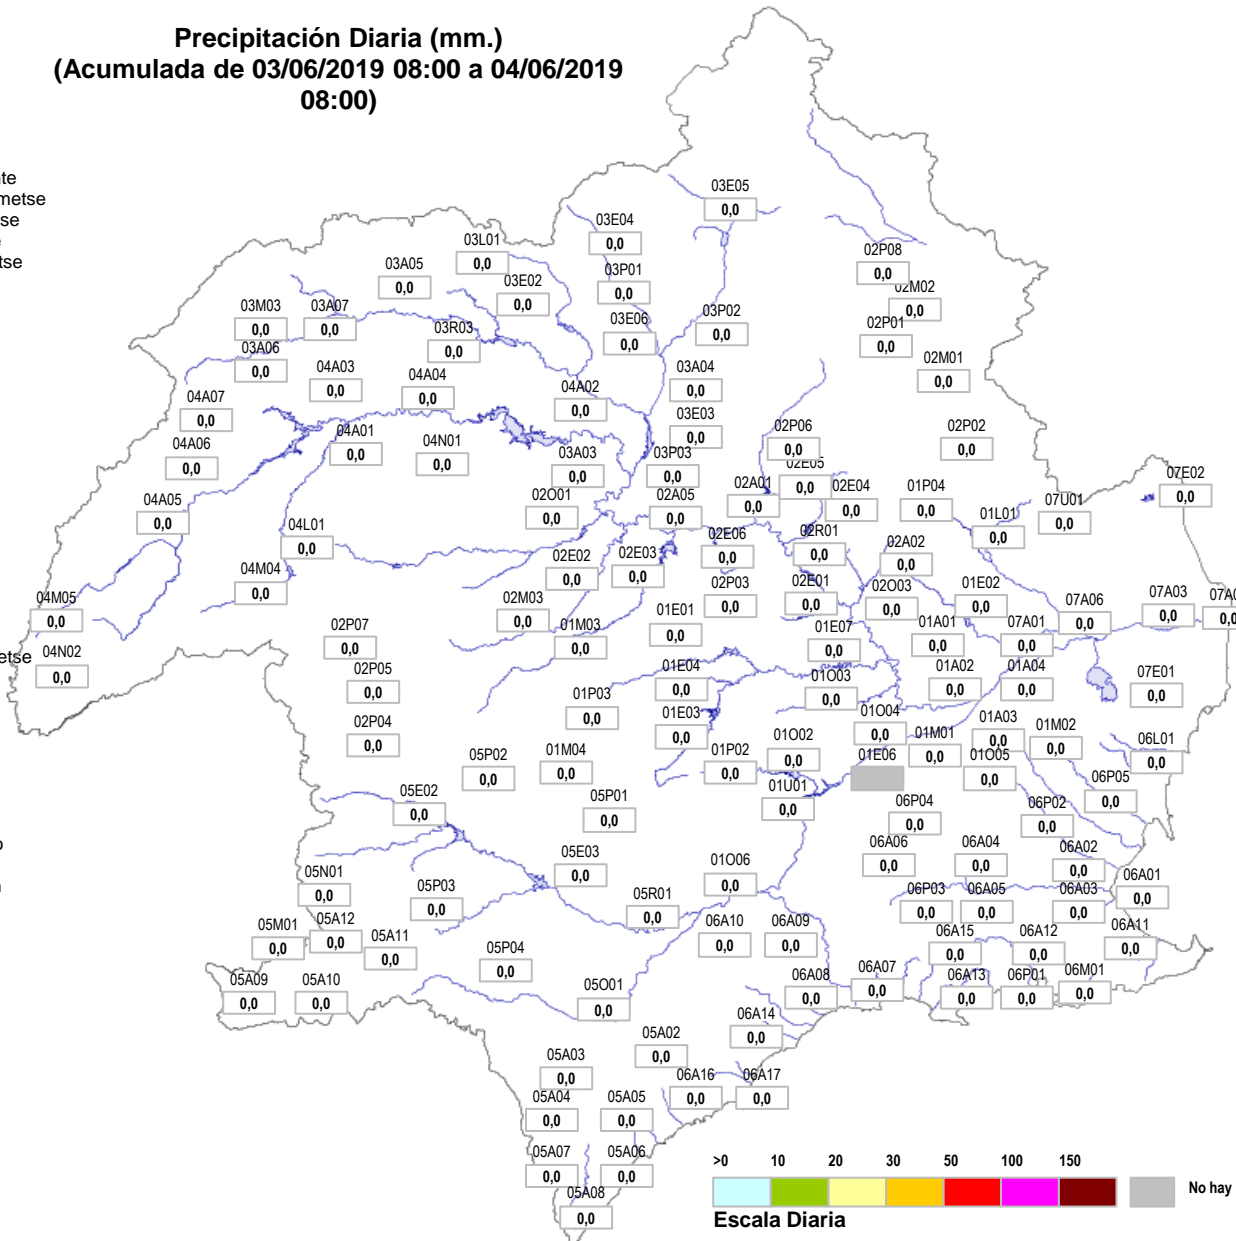 Precipitación Diaria (mm.)
(Acumulada de 03/06/2019 08:00 a 04/06/2019
08:00)
03E05
0,0
03E04
0,0
03L01
0,0
02P08
0,0
03A05
0,0
03P01
0,0
03E02
0,0
02M02
0,0
03M03
0,0
03A07
0,0
03E06
0,0
03P02
0,0
03R03
0,0
02P01
0,0
03A06
0,0
04A03
0,0
04A04
0,0
03A04
0,0
02M01
0,0
04A07
0,0
04A02
0,0
03E03
0,0
04A06
0,0
04A01
0,0
04N01
0,0
02P06
0,0
02P02
0,0
03A03
0,0
03P03
0,0
02E05
0,0
07E02
0,0
04A05
0,0
02O01
0,0
02A05
0,0
02A01
0,0
02E04
0,0
01P04
0,0
07U01
0,0
01L01
0,0
04L01
0,0
02E06
0,0
02R01
0,0
02A02
0,0
02E02
0,0
02E03
0,0
04M04
0,0
02P03
0,0
02E01
0,0
02O03
0,0
01E02
0,0
07A03
0,0
04M05
0,0
02M03
0,0
07A06
0,0
01E01
0,0
02P07
0,0
01M03
0,0
01E07
0,0
01A01
0,0
07A01
0,0
etse
04N02
0,0
02P05
0,0
01E04
0,0
01O03
0,0
01A02
0,0
01A04
0,0
07E01
0,0
01P03
0,0
01E03
0,0
01O04
0,0
01A03
0,0
01M02
0,0
02P04
0,0
01M01
0,0
06L01
0,0
05P02
0,0
01M04
0,0
01P02
0,0
01O02
0,0
01E06
01O05
0,0
06P05
0,0
05E02
0,0
05P01
0,0
01U01
0,0
06P04
0,0
06P02
0,0
05E03
0,0
01O06
0,0
06A06
0,0
06A04
0,0
06A02
0,0
05N01
0,0
05P03
0,0
05R01
0,0
06P03
0,0
06A05
0,0
06A03
0,0
06A01
0,0
05M01
0,0
05A12
0,0
05A11
0,0
06A10
0,0
06A09
0,0
06A15
0,0
06A12
0,0
06A11
0,0
05P04
0,0
05A09
0,0
05A10
0,0
05O01
0,0
06A08
0,0
06A07
0,0
06A13
0,0
06P01
0,0
06M01
0,0
06A14
0,0
05A02
0,0
05A03
0,0
06A16
0,0
06A17
0,0
05A04
0,0
05A05
0,0
05A07
0,0
05A06
0,0
05A08
0,0
>0 10 20 30 50 100 150
No hay
Escala Diaria